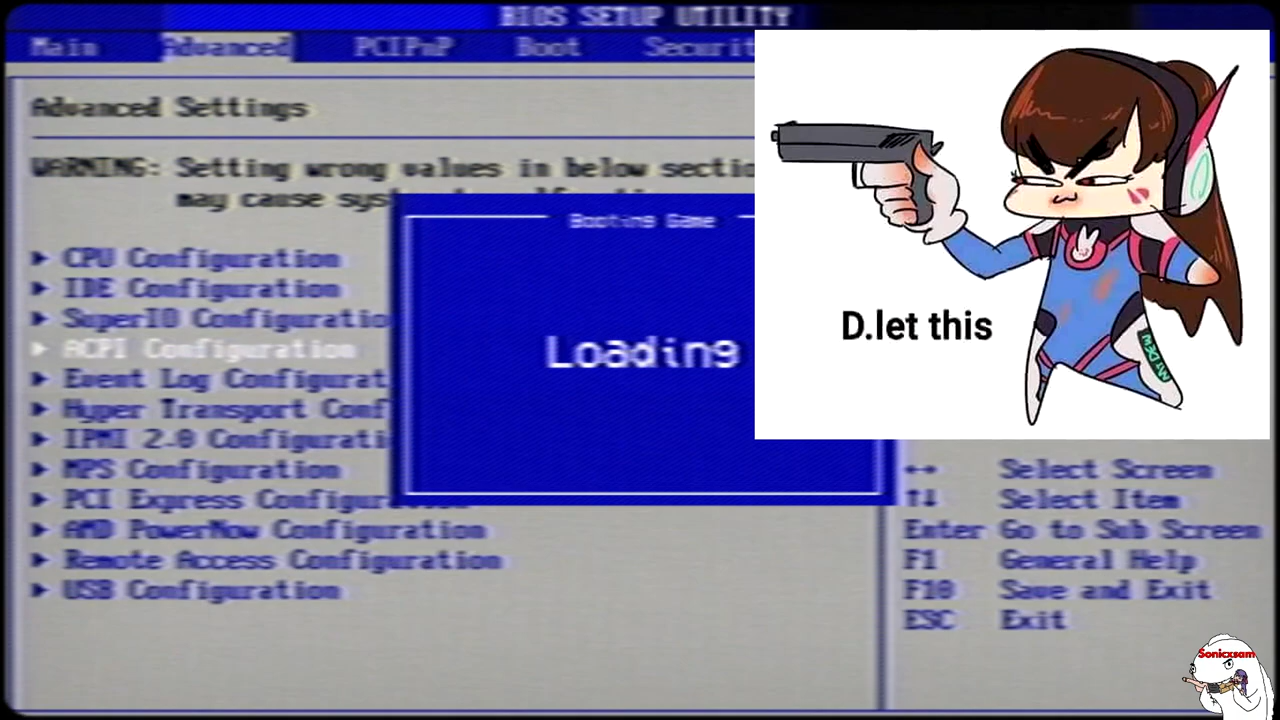 BIOS SETUP UTILITY
Main Advanced PCIPnP Boot Securit
Advanced Settings
WARNING: Setting wrong values in below sectio
may cause sys
Booting Game
Loading
CPU Configuration
IDE Configuration
SuperIO Configuratio
ACPI Configuration
Event Log Configurat
Hyper Transport Conf
IPMI 2.0 Configurati
MPS Configuration
PCI Express Configur
AMD PowerNow Configuration
Remote Access Configuration
USB Configuration
D.let this
↔ Select Screen
↑↓ Select Item
Enter Go to Sub Screen
F1 General Help
F10 Save and Exit
ESC Exit
Sonicxsam